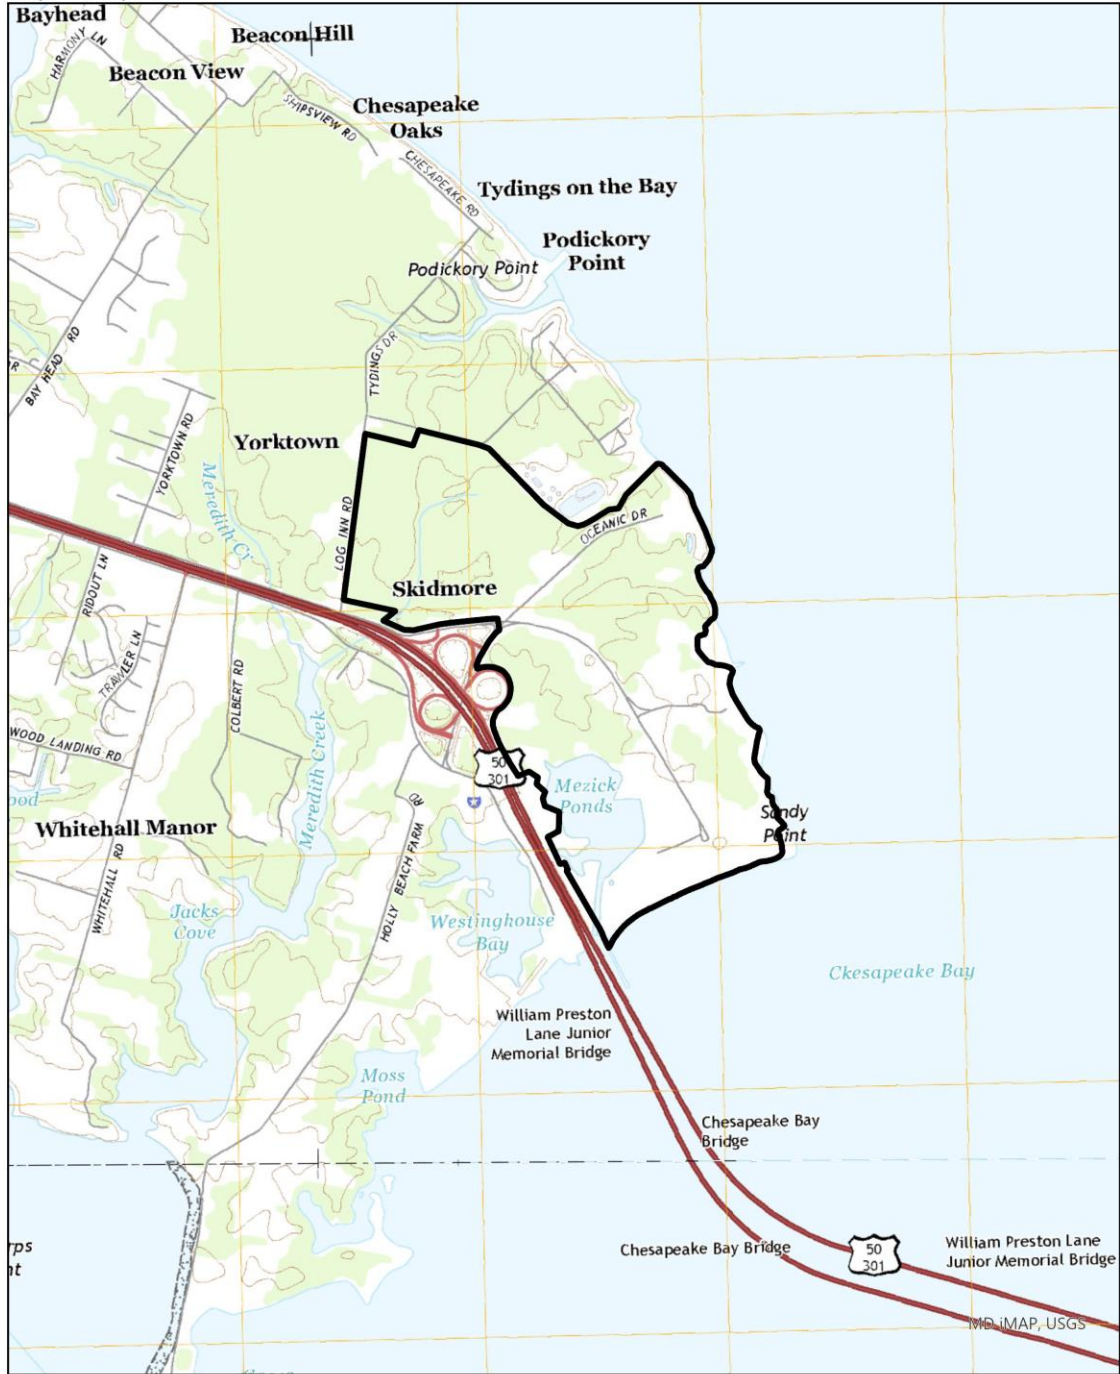 Bayhead
HARMONY LN
Beacon Hill
Beacon View
SHIPSVIEW RD
Chesapeake
Oaks
CHESAPEAKE RD
Tydings on the Bay
Podickory
Point
Podickory Point
BAY HEAD RD
TYDINGS DR
YORKTOWN RD
Yorktown
Meredith Cr
LOG INN RD
OCEANIC DR
Skidmore
RIDOUT LN
TRAWLER LN
COLBERT RD
Meredith Creek
WOOD LANDING RD
50
301
Mezick
Ponds
Sandy
Point
Whitehall Manor
WHITEHALL RD
HOLLY BEACH FARM
RD
Jacks
Cove
Westinghouse
Bay
Ckesapeake Bay
William Preston
Lane Junior
Memorial Bridge
Moss
Pond
Chesapeake Bay
Bridge
Chesapeake Bay Bridge
50
301
William Preston Lane
Junior Memorial Bridge
MD iMAP, USGS